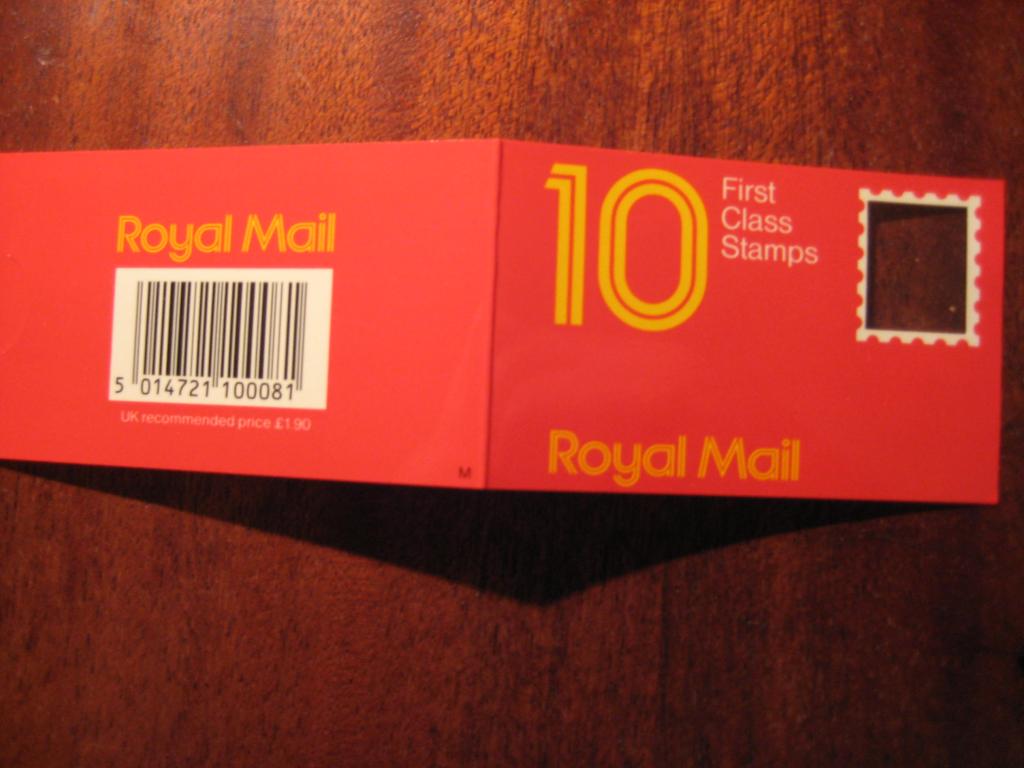 Royal Mail
5 014721 100081
UK recommended price £1.90
M
10
First
Class
Stamps
Royal Mail